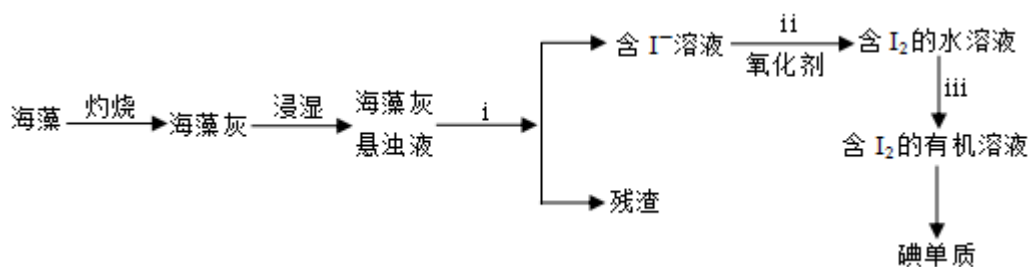 海藻 灼烧 海藻灰 浸湿 海藻灰悬浊液 i
含 I⁻溶液 ii 氧化剂 含 I₂的水溶液
iii
含 I₂的有机溶液
残渣
碘单质